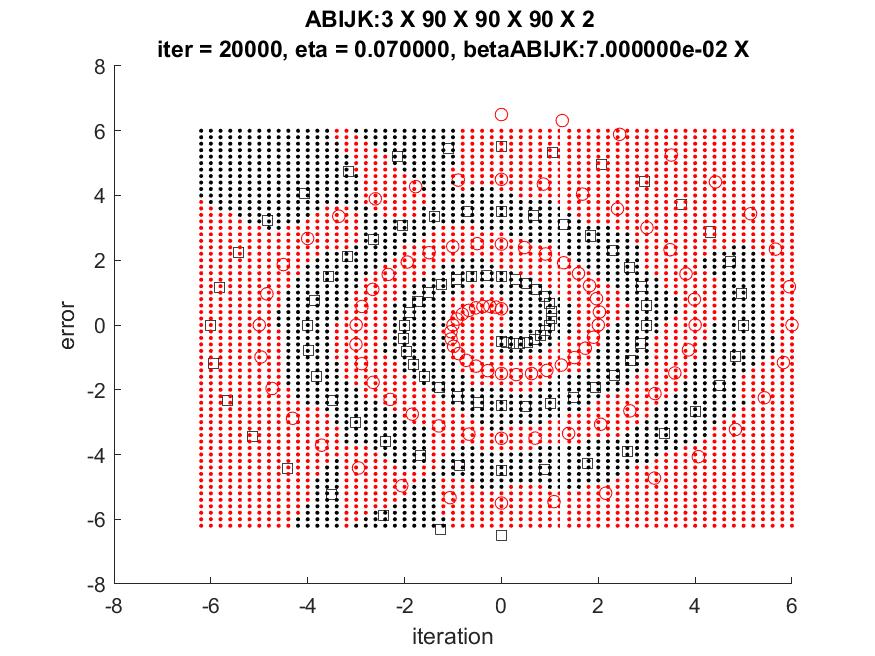 ABIJK:3 X 90 X 90 X 90 X 2
iter = 20000, eta = 0.070000, betaABIJK:7.000000e-02 X
8
6
4
2
0
-2
-4
-6
-8
error
-8 -6 -4 -2 0 2 4 6
iteration